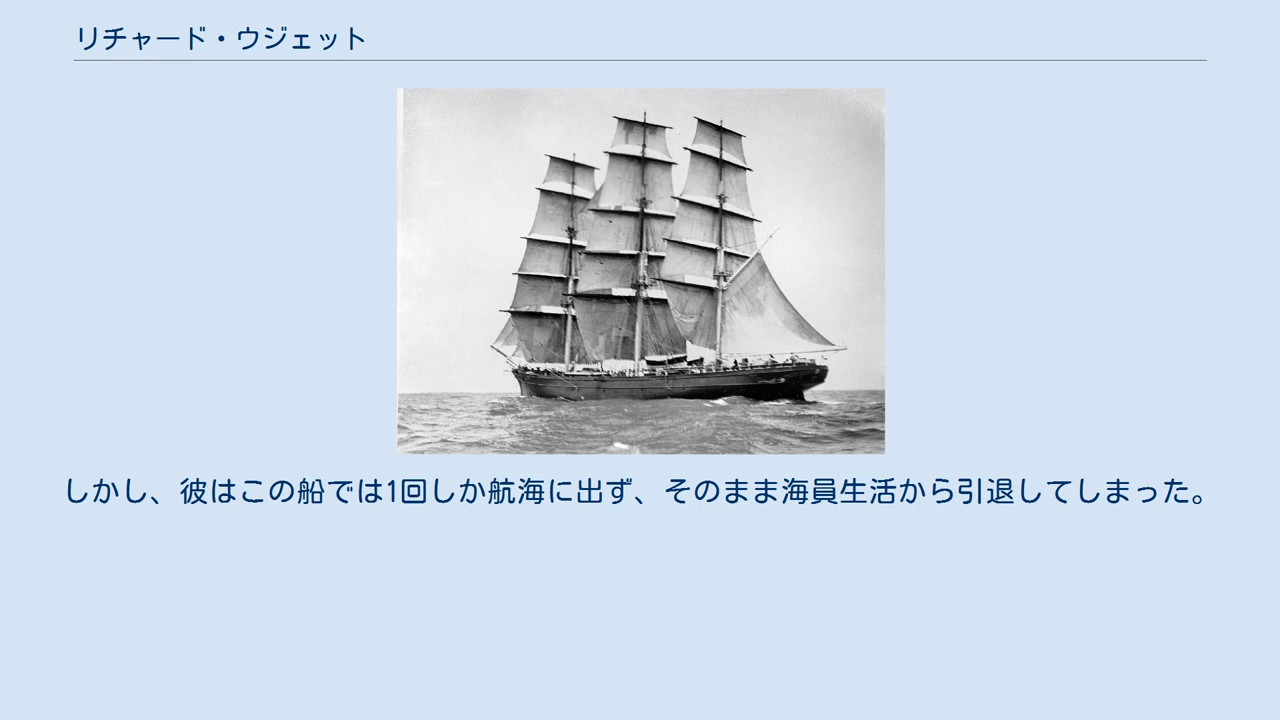 リチャード・ウジェット
しかし、彼はこの船では1回しか航海に出ず、そのまま海員生活から引退してしまった。